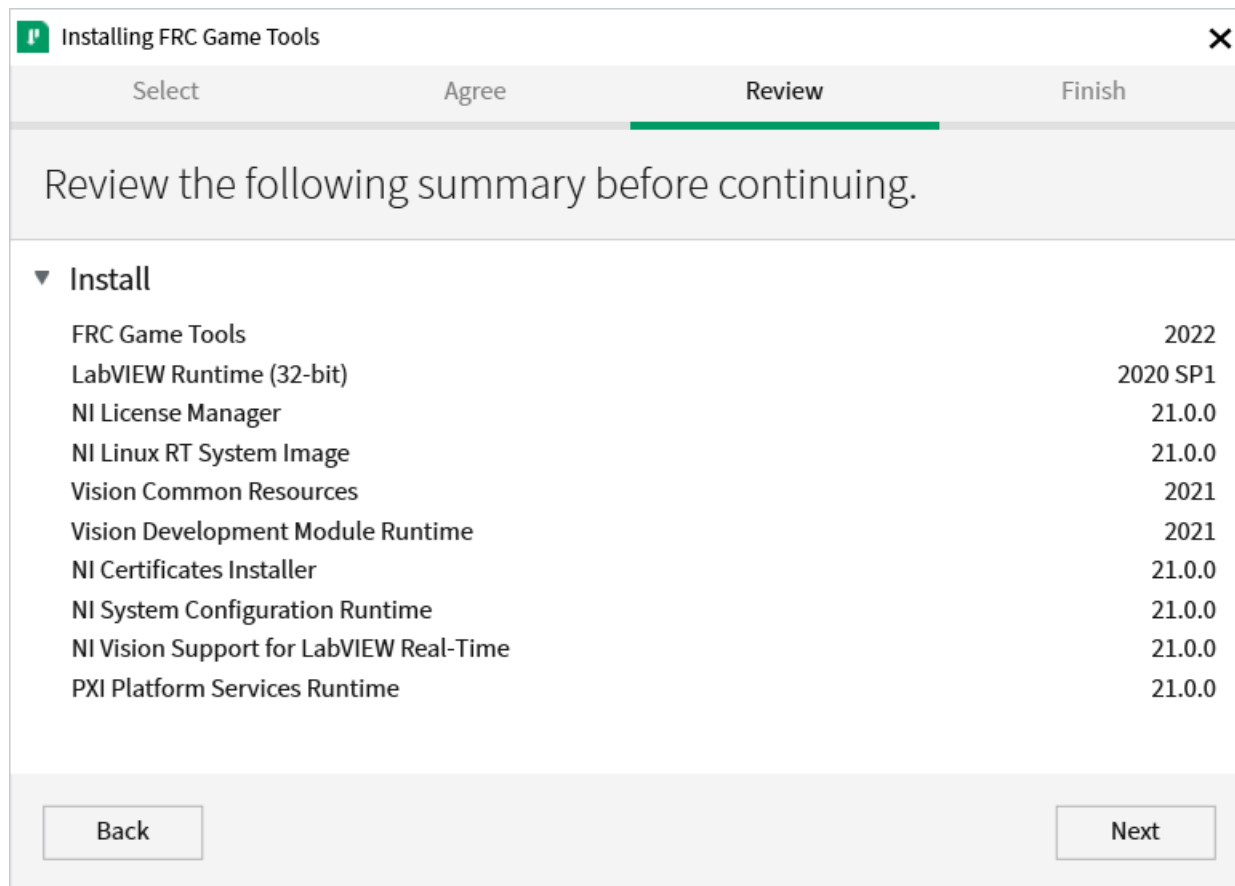 Installing FRC Game Tools
Select Agree Review Finish
Review the following summary before continuing.
Install
FRC Game Tools 2022
LabVIEW Runtime (32-bit) 2020 SP1
NI License Manager 21.0.0
NI Linux RT System Image 21.0.0
Vision Common Resources 2021
Vision Development Module Runtime 2021
NI Certificates Installer 21.0.0
NI System Configuration Runtime 21.0.0
NI Vision Support for LabVIEW Real-Time 21.0.0
PXI Platform Services Runtime 21.0.0
Back Next